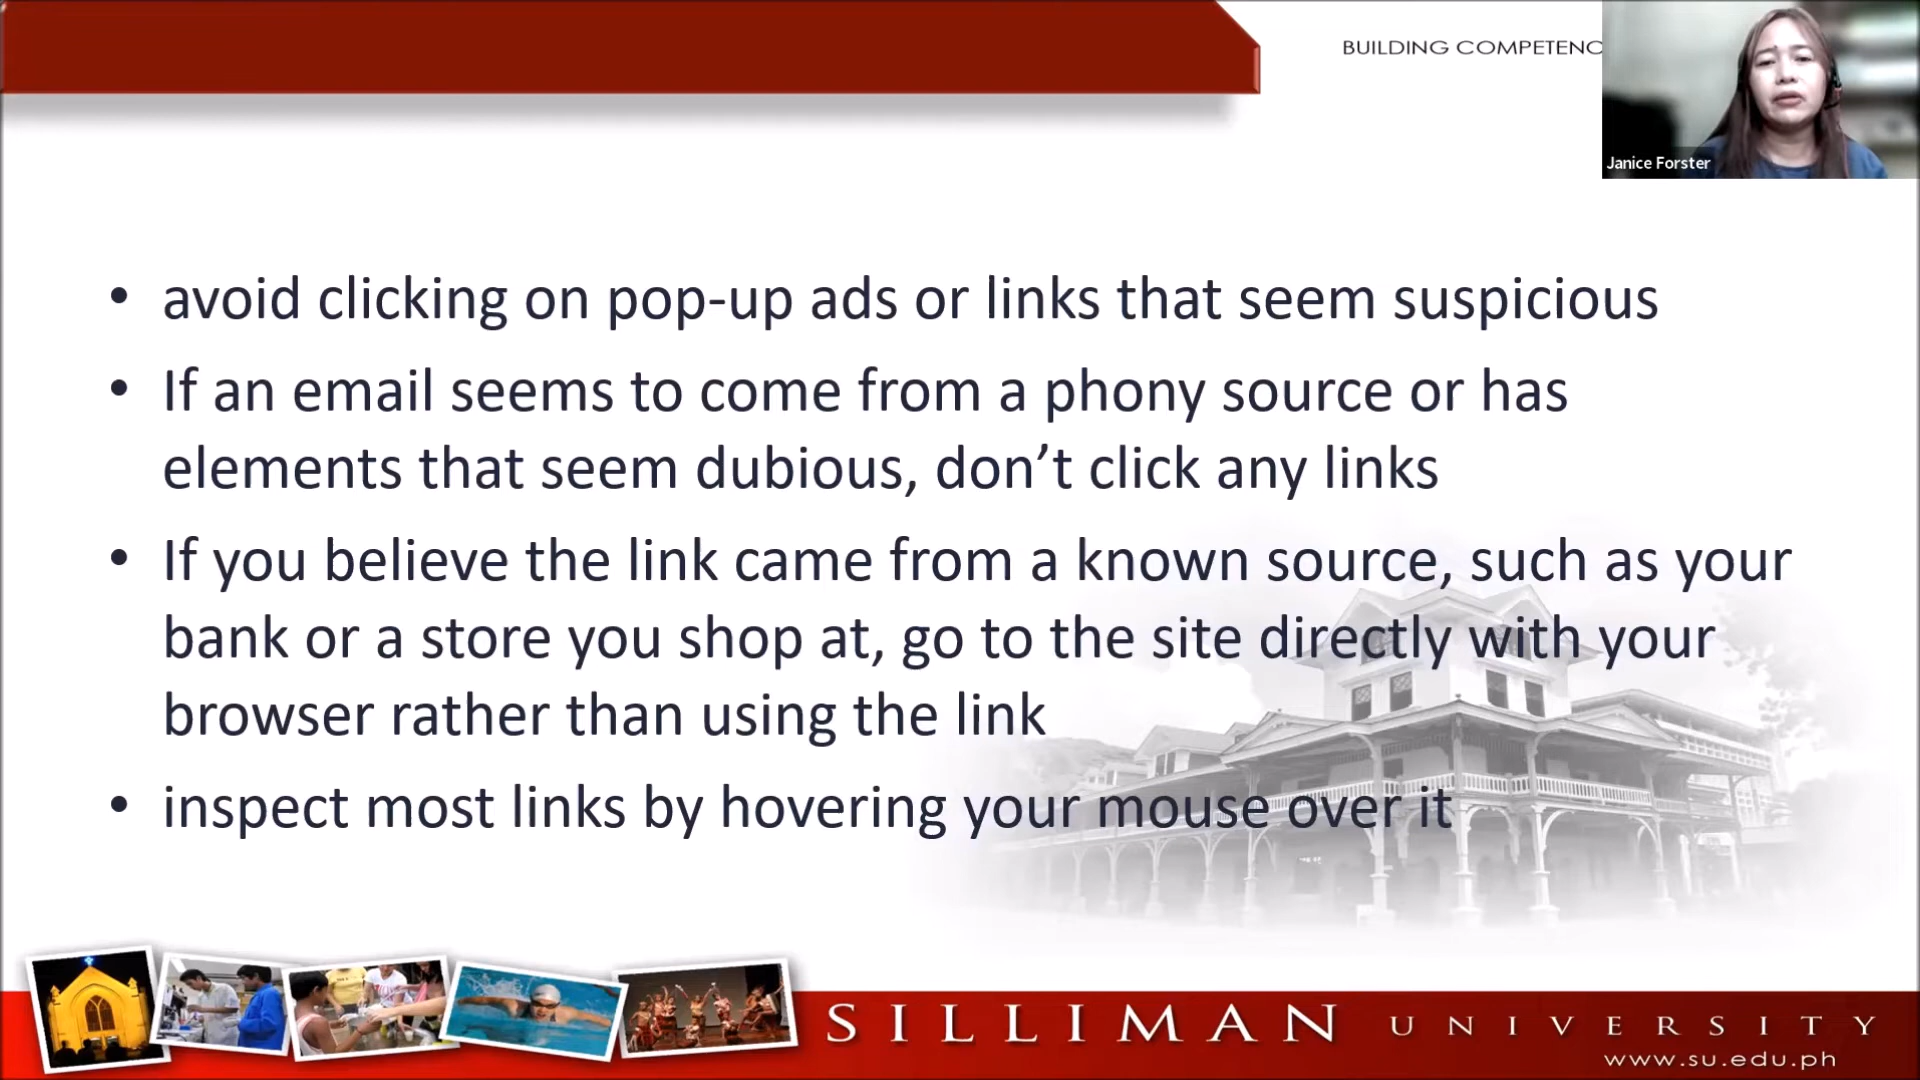 BUILDING COMPETENC
Janice Forster
• avoid clicking on pop-up ads or links that seem suspicious
• If an email seems to come from a phony source or has
elements that seem dubious, don’t click any links
• If you believe the link came from a known source, such as your
bank or a store you shop at, go to the site directly with your
browser rather than using the link
• inspect most links by hovering your mouse over it
SILLIMAN UNIVERSITY
www.su.edu.ph